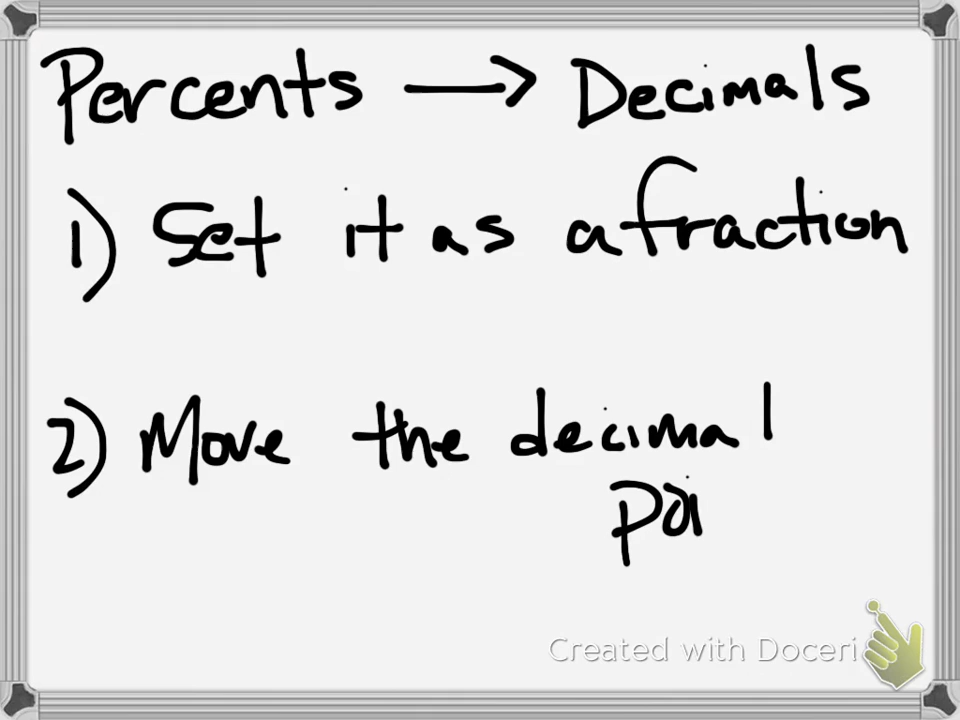 Percents → Decimals
1) Set it as a fraction
2) Move the decimal
poi
Created with Doceri